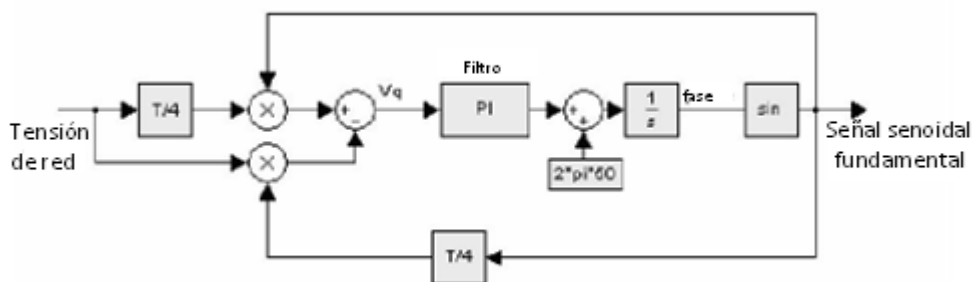 Filtro
T/4
×
+
−
Vq
PI
+
+
1
s
fase
sin
Tensión
de red
×
2*pi*60
Señal senoidal
fundamental
T/4